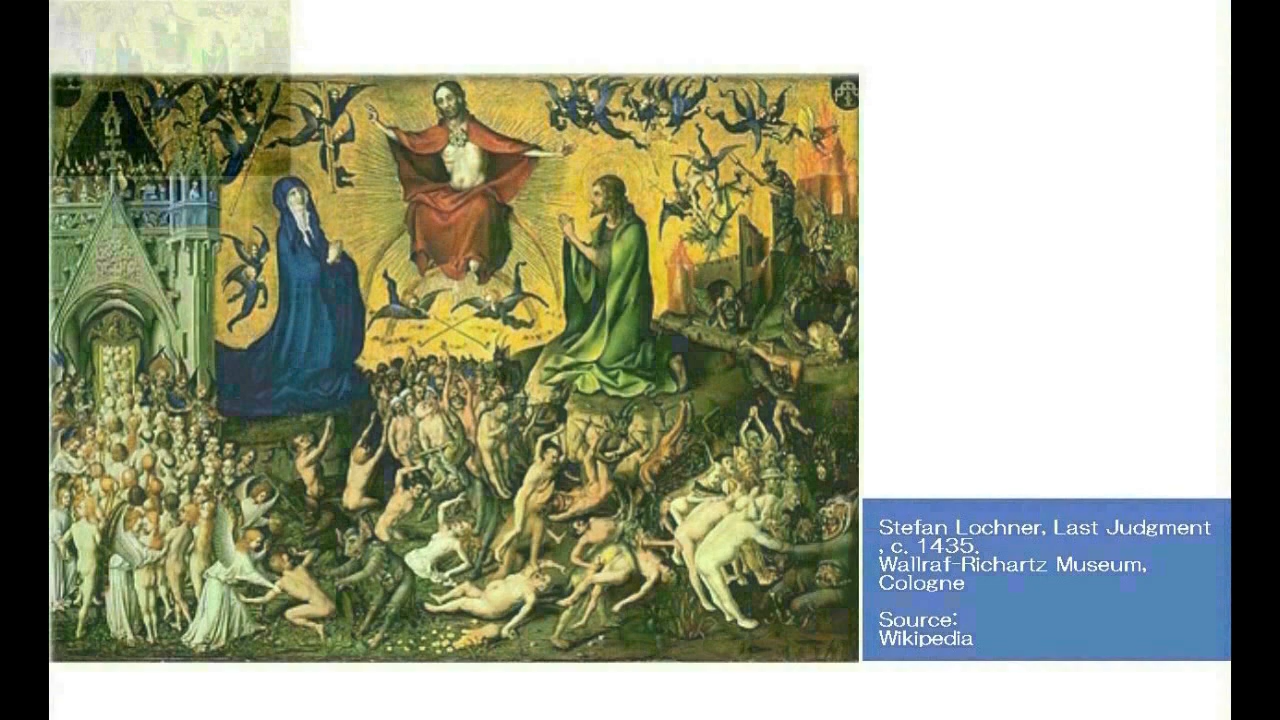 Stefan Lochner, Last Judgment
, c. 1435.
Wallraf-Richartz Museum,
Cologne
Source:
Wikipedia